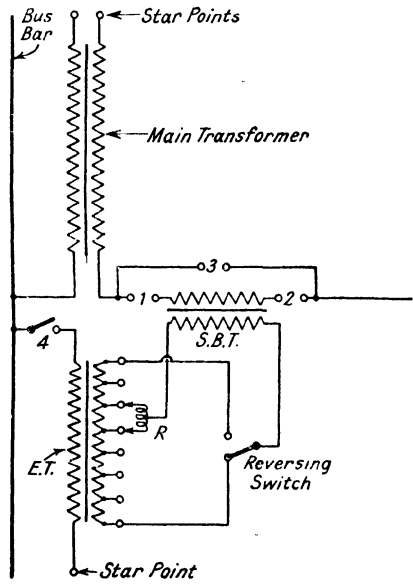 Bus
Bar
Star Points
Main Transformer
3
1
2
S.B.T.
4
R
E.T.
Reversing
Switch
Star Point